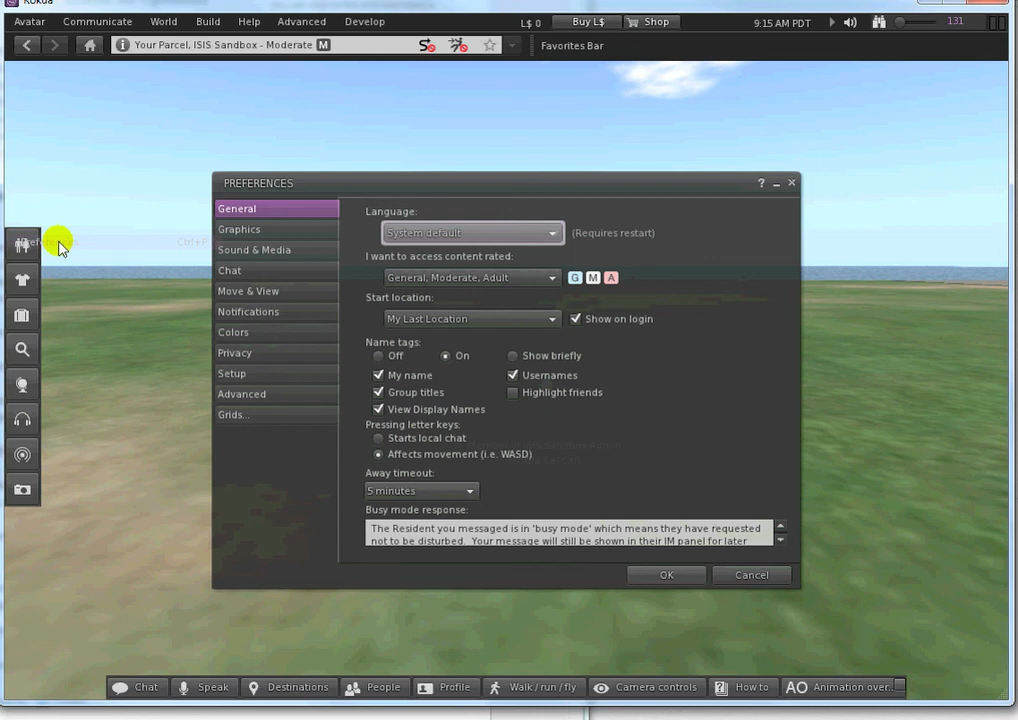 Kokua
Avatar Communicate World Build Help Advanced Develop L$ 0 Buy L$ Shop 9:15 AM PDT 131
Your Parcel, ISIS Sandbox - Moderate M Favorites Bar
PREFERENCES ? _ ×
General
Graphics
Sound & Media
Chat
Move & View
Notifications
Colors
Privacy
Setup
Advanced
Grids...
Language:
System default (Requires restart)
I want to access content rated:
General, Moderate, Adult G M A
Start location:
My Last Location Show on login
Name tags:
Off On Show briefly
My name Usernames
Group titles Highlight friends
View Display Names
Pressing letter keys:
Starts local chat
Affects movement (i.e. WASD)
Away timeout:
5 minutes
Busy mode response:
The Resident you messaged is in 'busy mode' which means they have requested
not to be disturbed. Your message will still be shown in their IM panel for later
OK Cancel
Preferences... Ctrl+P
Chat Speak Destinations People Profile Walk / run / fly Camera controls How to AO Animation over...